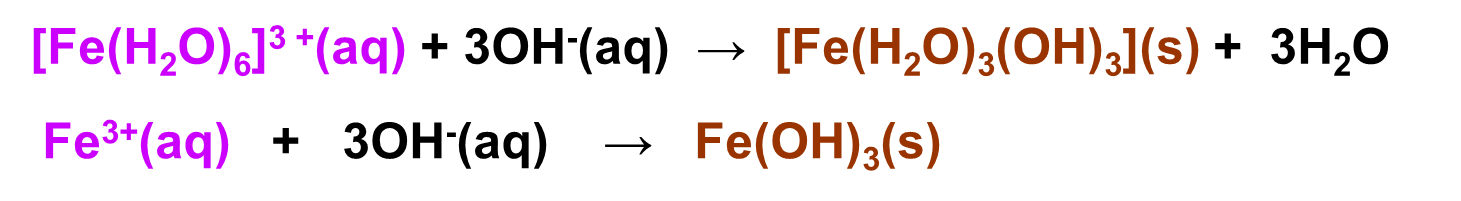 [Fe(H₂O)₆]³⁺(aq) + 3OH⁻(aq) → [Fe(H₂O)₃(OH)₃](s) + 3H₂O
Fe³⁺(aq) + 3OH⁻(aq) → Fe(OH)₃(s)